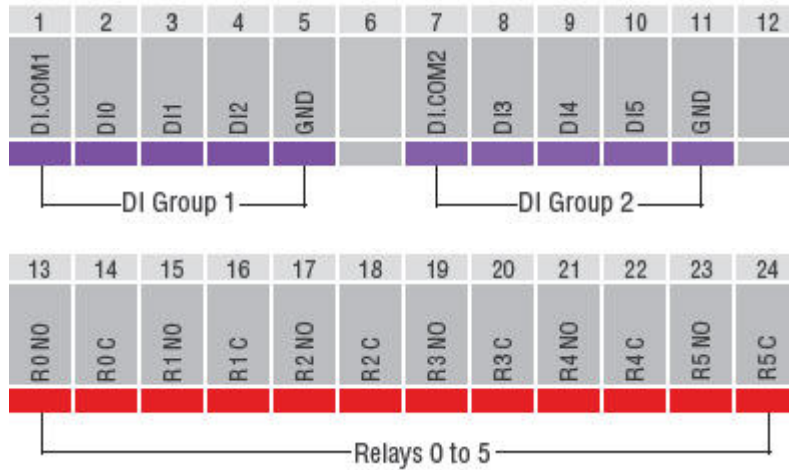 1 2 3 4 5 6 7 8 9 10 11 12
DI.COM1 DI0 DI1 DI2 GND DI.COM2 DI3 DI4 DI5 GND
DI Group 1 DI Group 2
13 14 15 16 17 18 19 20 21 22 23 24
R0 NO R0 C R1 NO R1 C R2 NO R2 C R3 NO R3 C R4 NO R4 C R5 NO R5 C
Relays 0 to 5